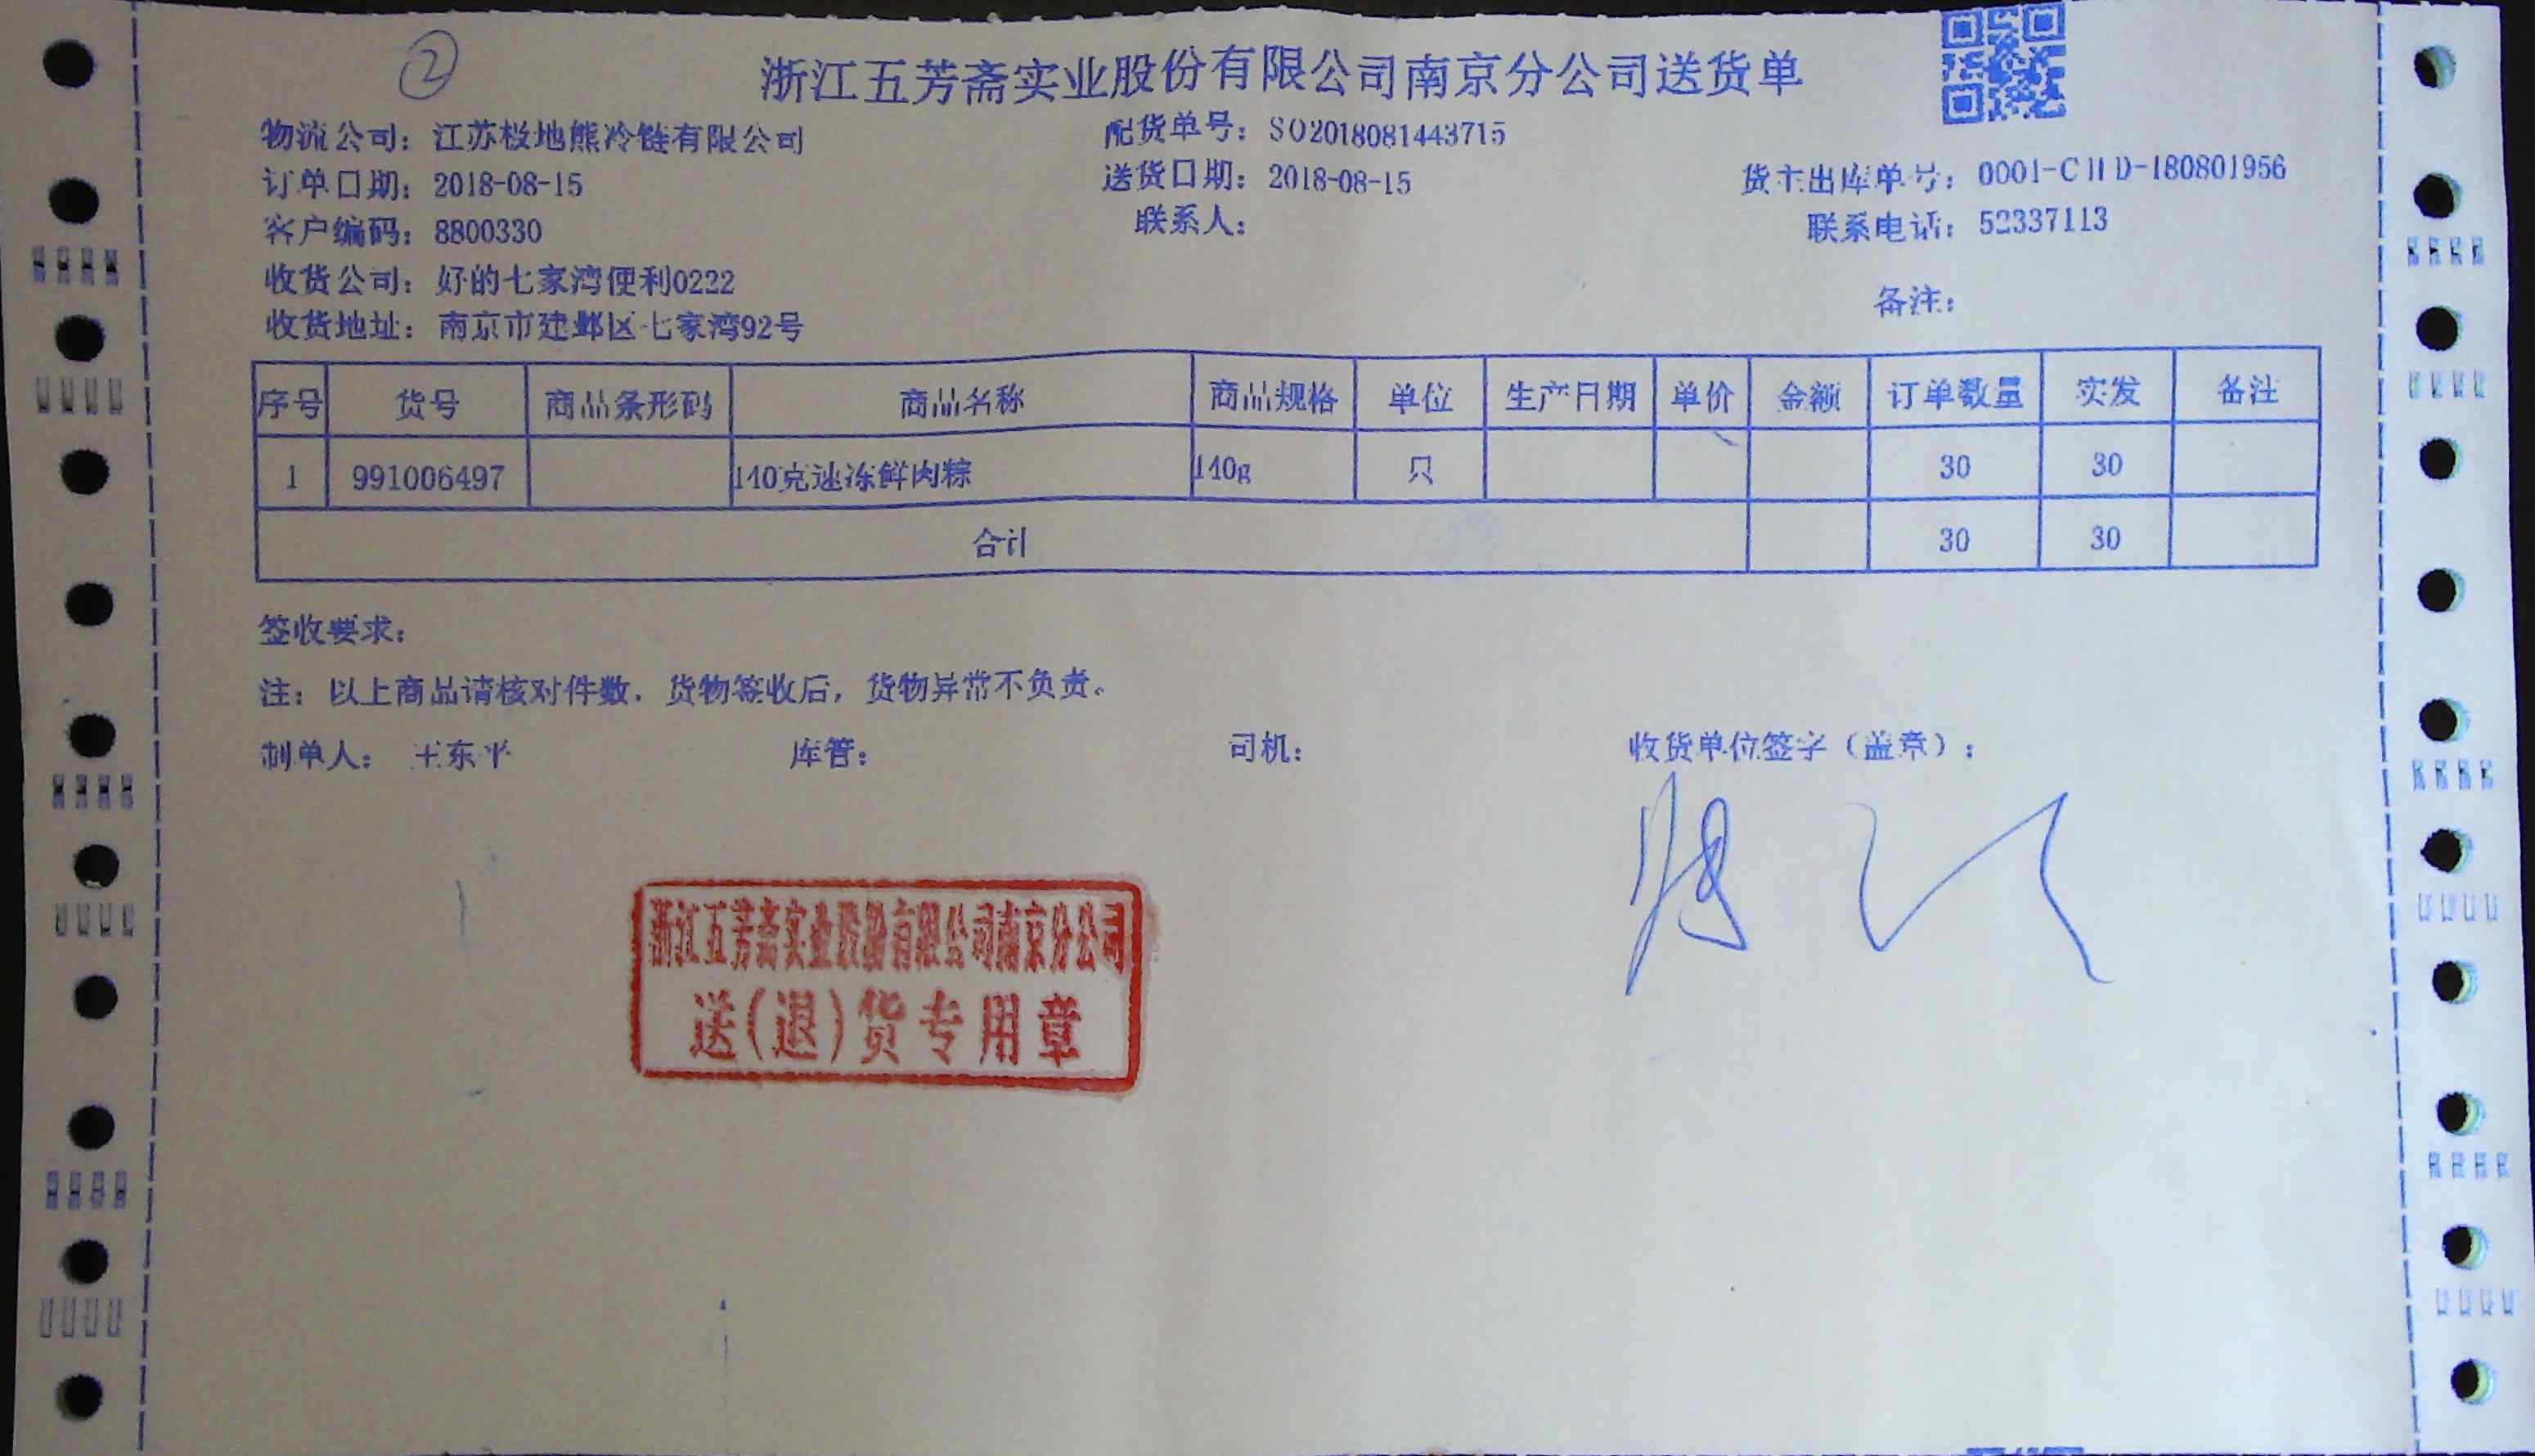 ②
浙江五芳斋实业股份有限公司南京分公司送货单
物流公司：江苏极地熊冷链有限公司 配货单号：SO2018081443715
订单日期：2018-08-15 送货日期：2018-08-15 货主出库单号：0001-CHD-180801956
客户编码：8800330 联系人： 联系电话：52337113
收货公司：好的七家湾便利0222 备注：
收货地址：南京市建邺区七家湾92号
序号 货号 商品条形码 商品名称 商品规格 单位 生产日期 单价 金额 订单数量 实发 备注
1 991006497 140克速冻鲜肉粽 140g 只 30 30
合计 30 30
签收要求：
注：以上商品请核对件数，货物签收后，货物异常不负责。
制单人： 王东平 库管： 司机： 收货单位签字（盖章）：
浙江五芳斋实业股份有限公司南京分公司
送(退)货专用章